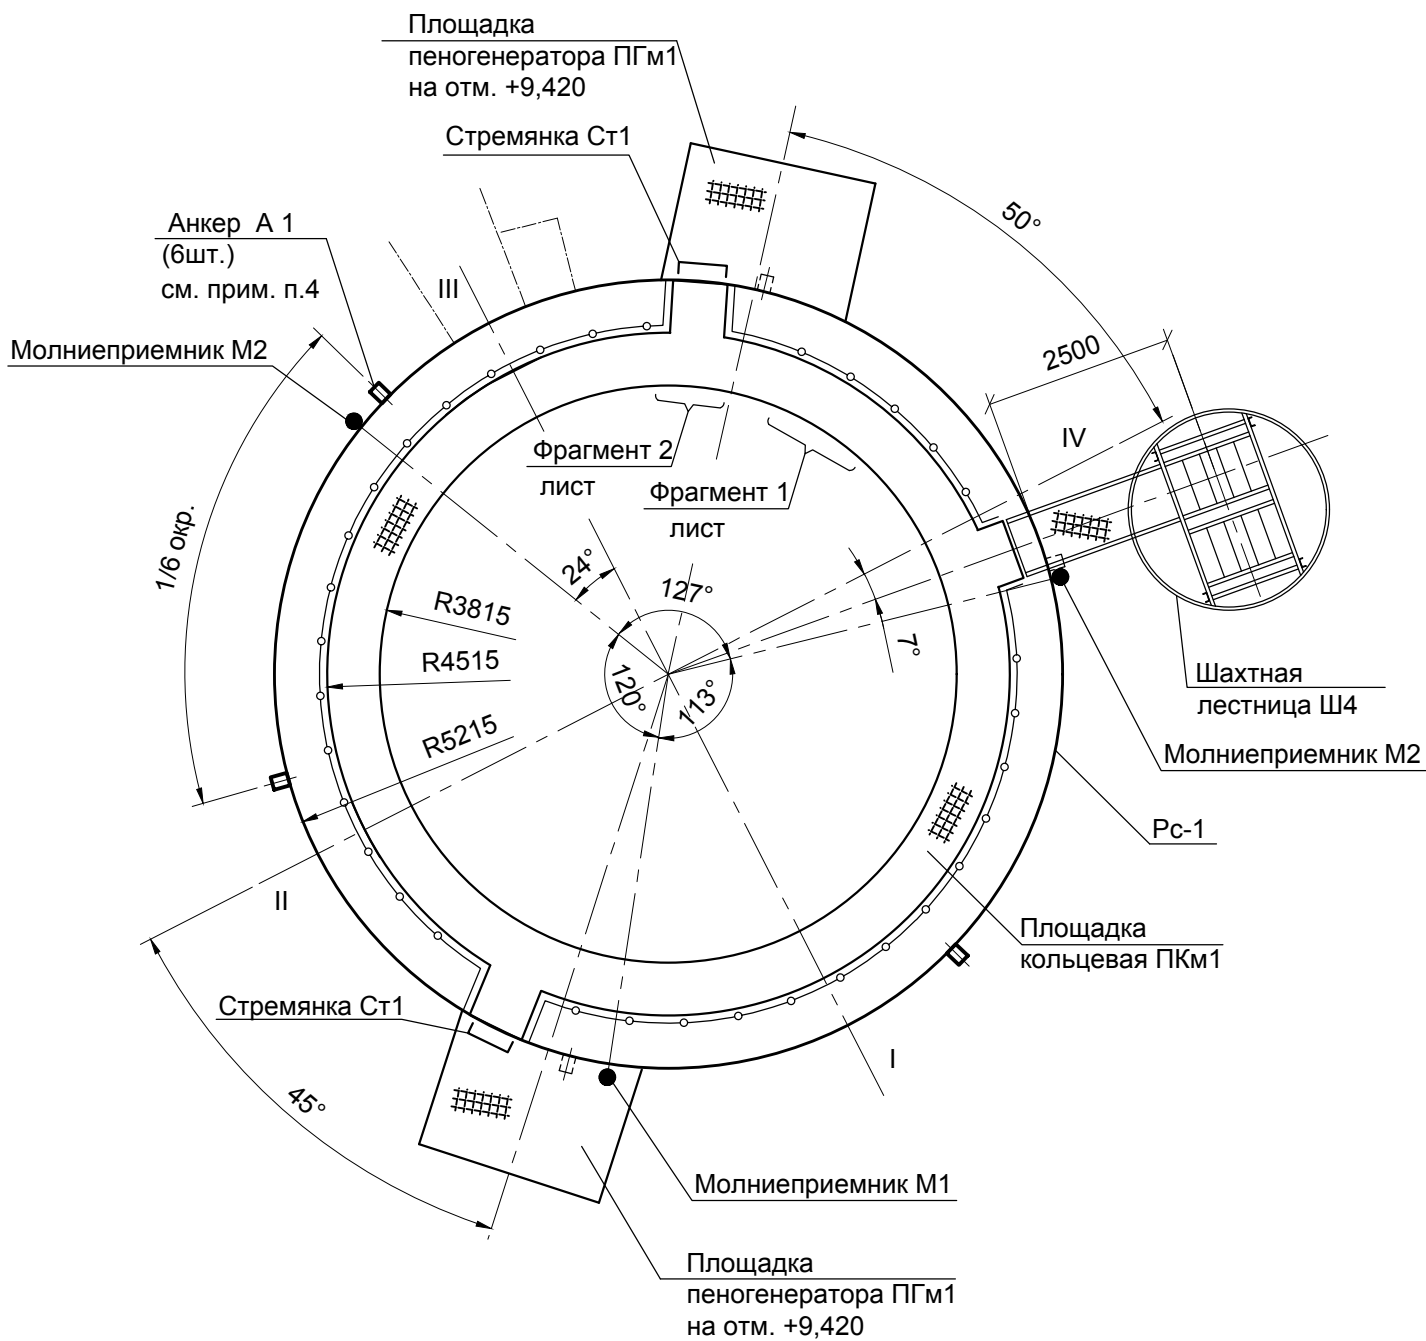 Площадка
пеногенератора ПГм1
на отм. +9,420
Стремянка Ст1
Анкер А 1
(6шт.)
см. прим. п.4
III
50°
Молниеприемник М2
2500
IV
Фрагмент 2
лист
Фрагмент 1
лист
1/6 окр.
24°
127°
R3815
7°
R4515
120°
113°
Шахтная
лестница Ш4
R5215
Молниеприемник М2
Рс-1
II
Площадка
кольцевая ПКм1
Стремянка Ст1
I
45°
Молниеприемник М1
Площадка
пеногенератора ПГм1
на отм. +9,420